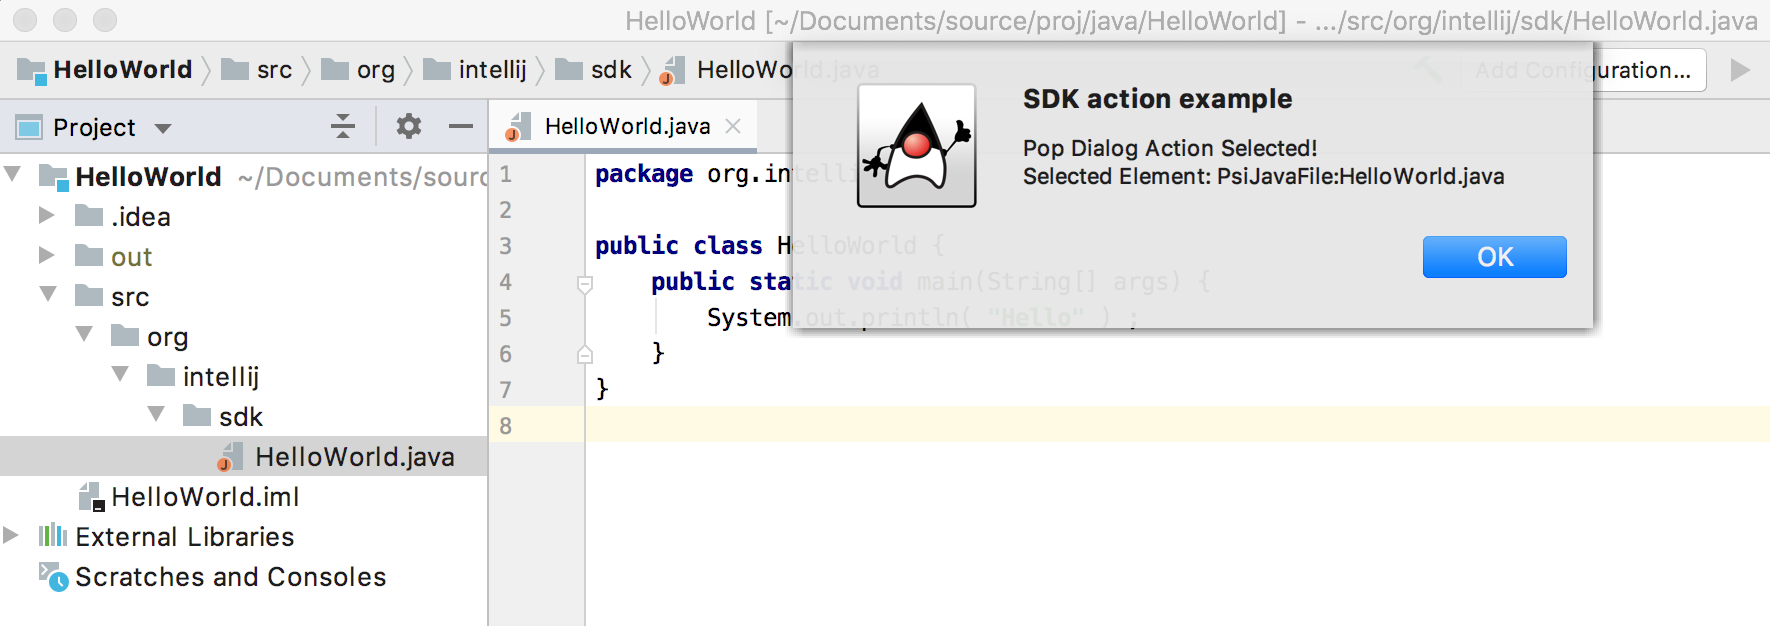 HelloWorld [~/Documents/source/proj/java/HelloWorld] - .../src/org/intellij/sdk/HelloWorld.java
HelloWorld src org intellij sdk HelloWorld.java Add Configuration...
Project
HelloWorld.java
HelloWorld ~/Documents/sourc
.idea
out
src
org
intellij
sdk
HelloWorld.java
HelloWorld.iml
External Libraries
Scratches and Consoles
1 package org.intelli
2
3 public class HelloWorld {
4 public static void main(String[] args) {
5 System.out.println( "Hello" ) ;
6 }
7 }
8
SDK action example
Pop Dialog Action Selected!
Selected Element: PsiJavaFile:HelloWorld.java
OK